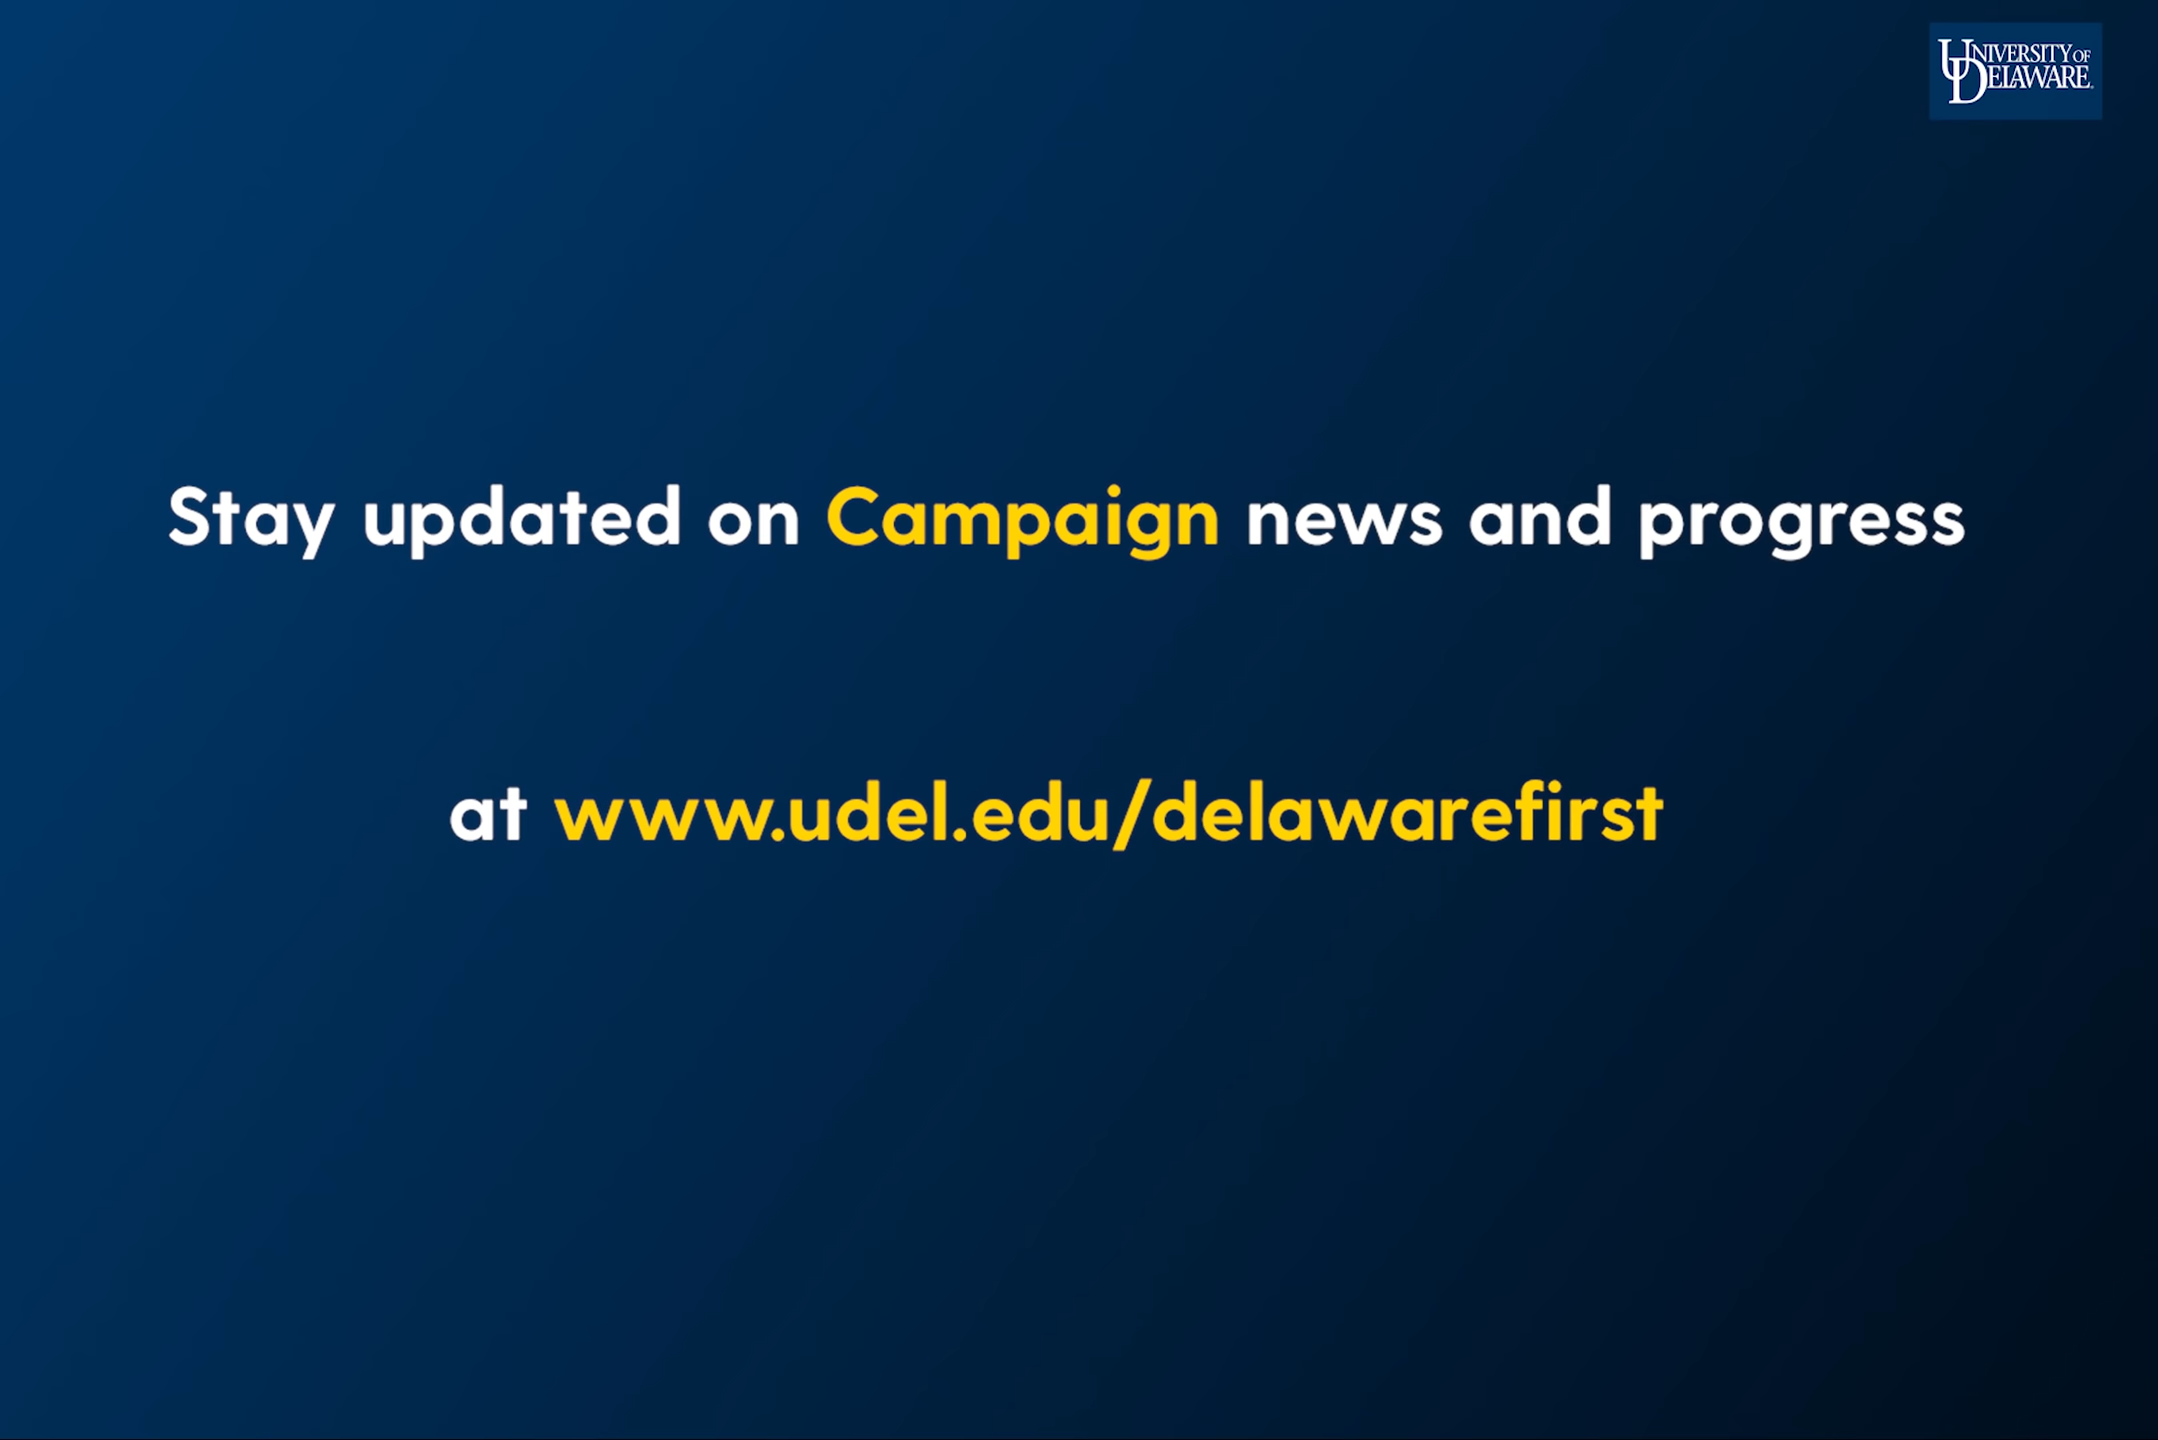 UNIVERSITY OF
DELAWARE
Stay updated on Campaign news and progress
at www.udel.edu/delawarefirst